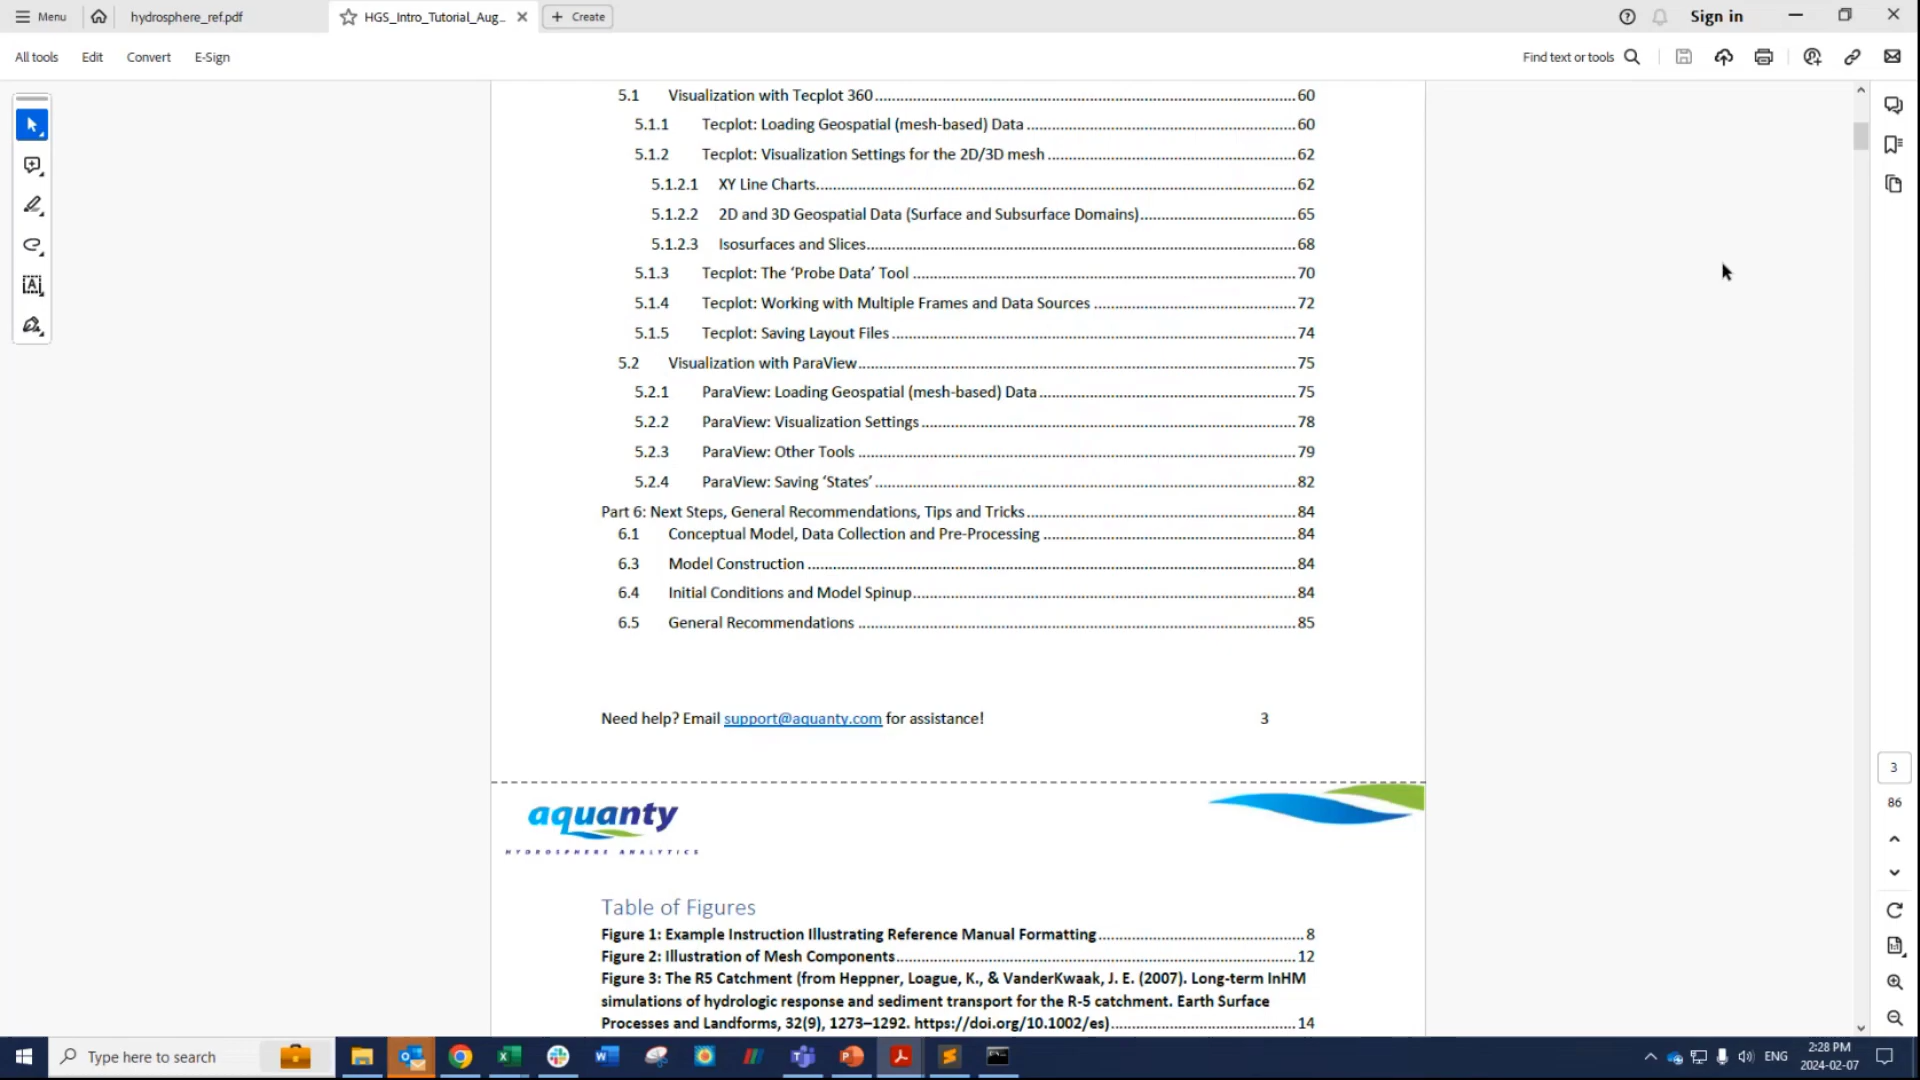 Menu
hydrosphere_ref.pdf
HGS_Intro_Tutorial_Aug...
Create
Sign in
All tools
Edit
Convert
E-Sign
Find text or tools
5.1 Visualization with Tecplot 360 60
5.1.1 Tecplot: Loading Geospatial (mesh-based) Data 60
5.1.2 Tecplot: Visualization Settings for the 2D/3D mesh 62
5.1.2.1 XY Line Charts 62
5.1.2.2 2D and 3D Geospatial Data (Surface and Subsurface Domains) 65
5.1.2.3 Isosurfaces and Slices 68
5.1.3 Tecplot: The ‘Probe Data’ Tool 70
5.1.4 Tecplot: Working with Multiple Frames and Data Sources 72
5.1.5 Tecplot: Saving Layout Files 74
5.2 Visualization with ParaView 75
5.2.1 ParaView: Loading Geospatial (mesh-based) Data 75
5.2.2 ParaView: Visualization Settings 78
5.2.3 ParaView: Other Tools 79
5.2.4 ParaView: Saving ‘States’ 82
Part 6: Next Steps, General Recommendations, Tips and Tricks 84
6.1 Conceptual Model, Data Collection and Pre-Processing 84
6.3 Model Construction 84
6.4 Initial Conditions and Model Spinup 84
6.5 General Recommendations 85
Need help? Email support@aquanty.com for assistance! 3
3
86
aquanty
HYDROSPHERE ANALYTICS
Table of Figures
Figure 1: Example Instruction Illustrating Reference Manual Formatting 8
Figure 2: Illustration of Mesh Components 12
Figure 3: The R5 Catchment (from Heppner, Loague, K., & VanderKwaak, J. E. (2007). Long-term InHM
simulations of hydrologic response and sediment transport for the R-5 catchment. Earth Surface
Processes and Landforms, 32(9), 1273–1292. https://doi.org/10.1002/es) 14
Type here to search
ENG
2:28 PM
2024-02-07